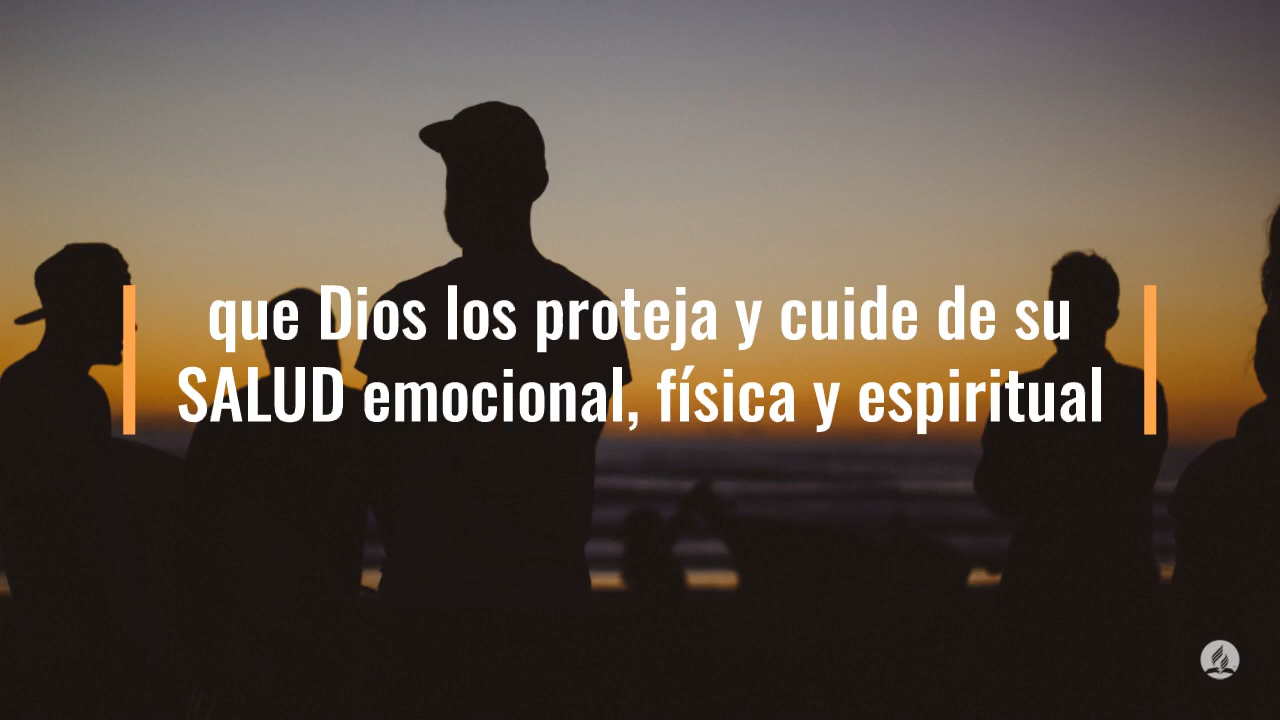 que Dios los proteja y cuide de su
SALUD emocional, física y espiritual